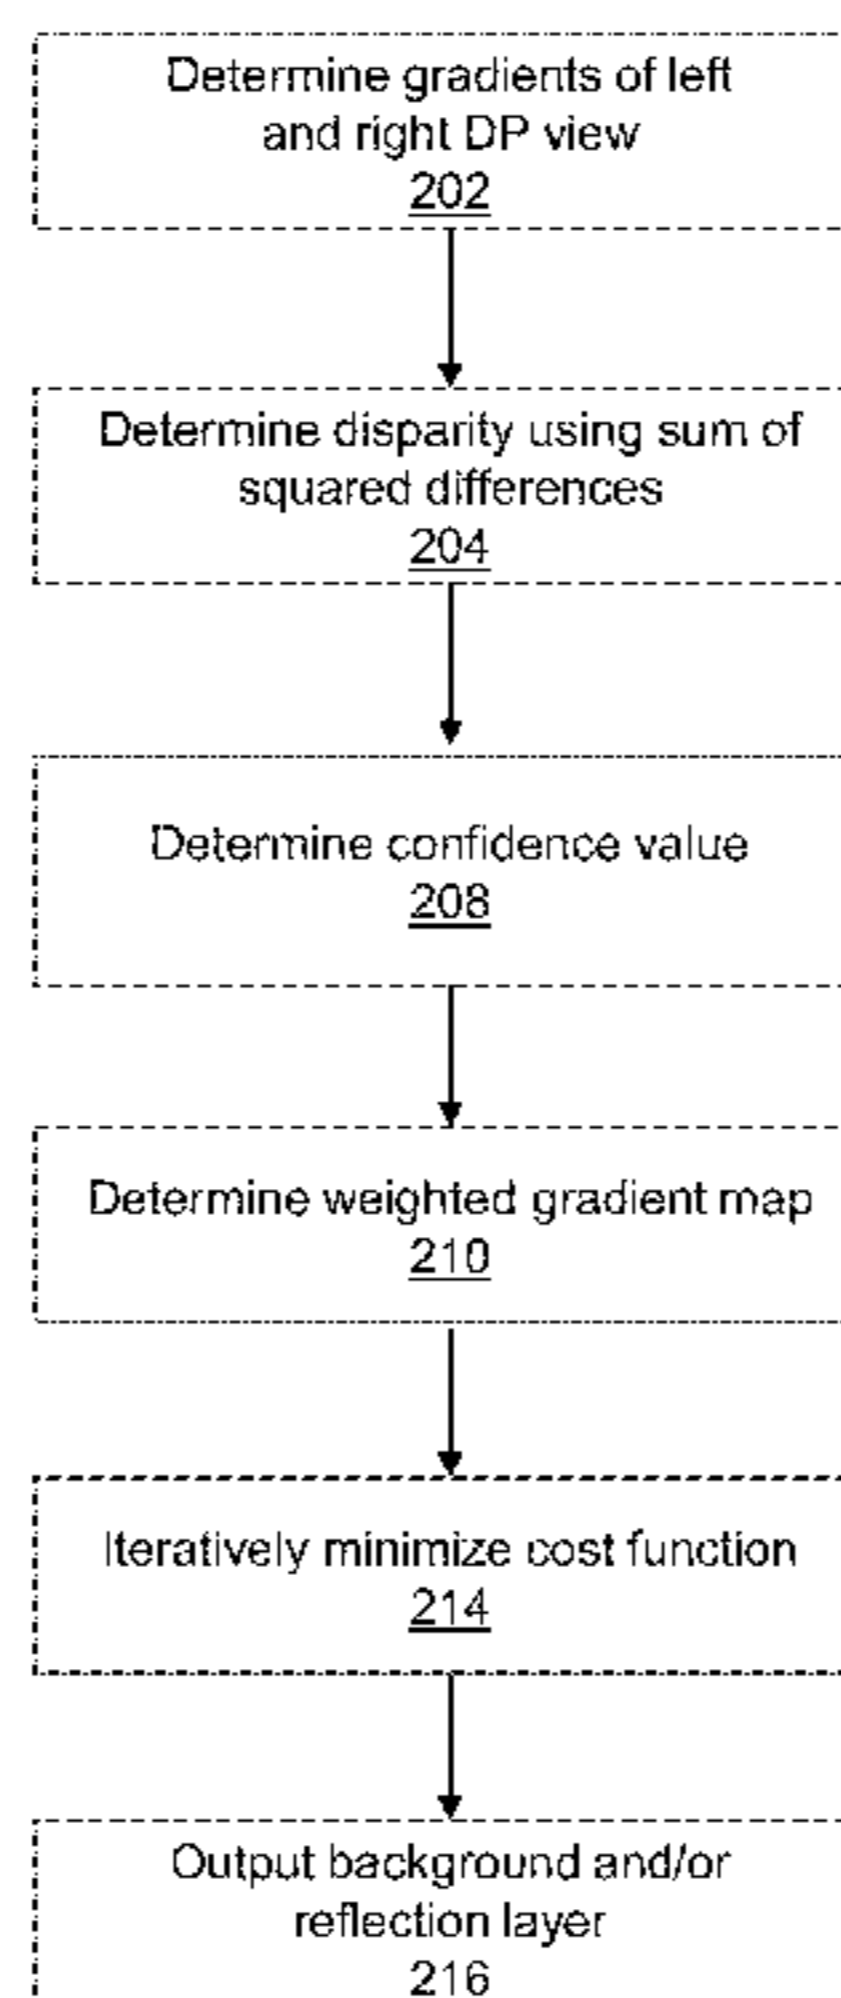 Determine gradients of left
and right DP view
202
Determine disparity using sum of
squared differences
204
Determine confidence value
208
Determine weighted gradient map
210
Iteratively minimize cost function
214
Output background and/or
reflection layer
216